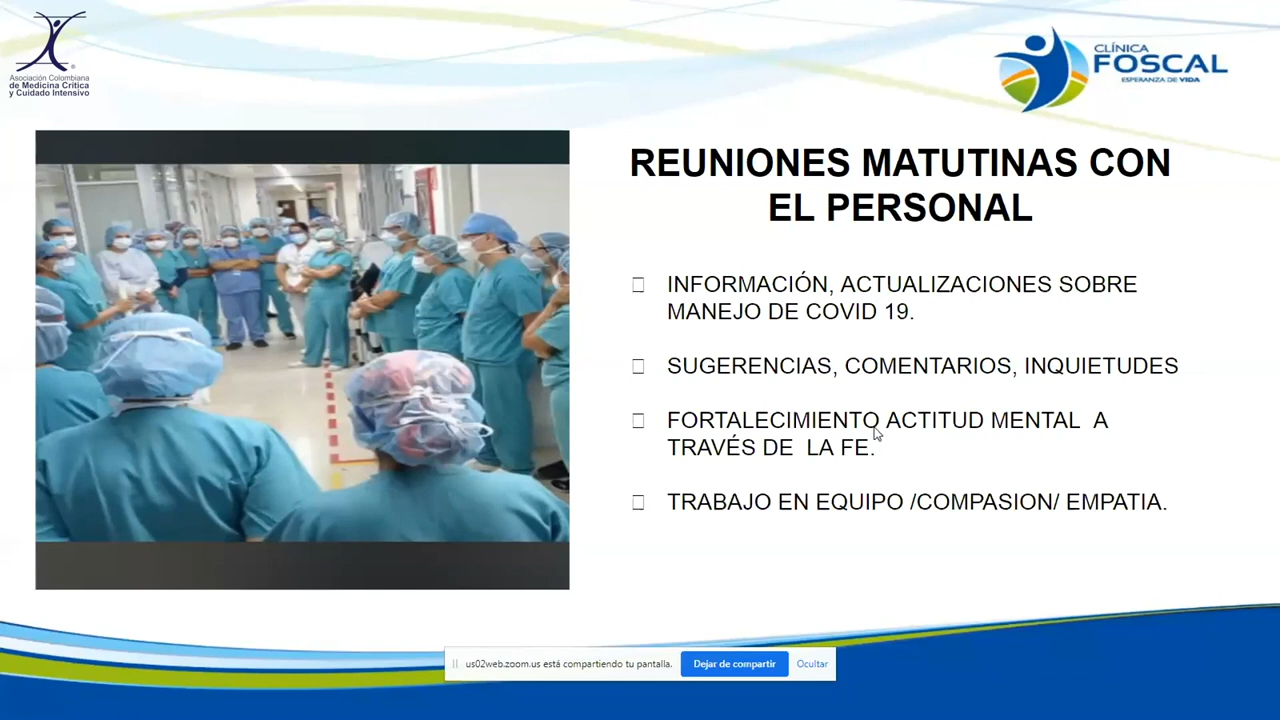 Asociación Colombiana
de Medicina Crítica
y Cuidado Intensivo
CLÍNICA
FOSCAL
ESPERANZA DE VIDA
REUNIONES MATUTINAS CON
EL PERSONAL
INFORMACIÓN, ACTUALIZACIONES SOBRE
MANEJO DE COVID 19.
SUGERENCIAS, COMENTARIOS, INQUIETUDES
FORTALECIMIENTO ACTITUD MENTAL  A
TRAVÉS DE  LA FE.
TRABAJO EN EQUIPO /COMPASION/ EMPATIA.
us02web.zoom.us está compartiendo tu pantalla. Dejar de compartir Ocultar